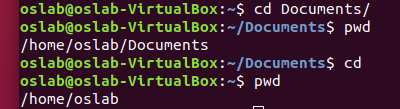 oslab@oslab-VirtualBox:~$ cd Documents/
oslab@oslab-VirtualBox:~/Documents$ pwd
/home/oslab/Documents
oslab@oslab-VirtualBox:~/Documents$ cd
oslab@oslab-VirtualBox:~$ pwd
/home/oslab